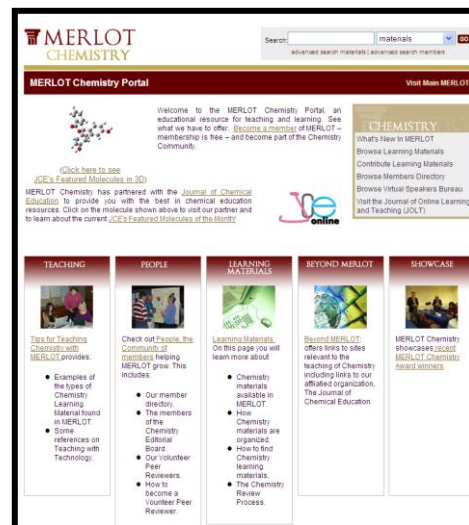 MERLOT
CHEMISTRY
Search: materials GO
advanced search materials | advanced search members
MERLOT Chemistry Portal
Visit Main MERLOT
(Click here to see
JCE's Featured Molecules in 3D)
Welcome to the MERLOT Chemistry Portal, an
educational resource for teaching and learning. See
what we have to offer. Become a member of MERLOT –
membership is free – and become part of the Chemistry
Community.
MERLOT Chemistry has partnered with the Journal of Chemical
Education to provide you with the best in chemical education
resources. Click on the molecule shown above to visit our partner and
to learn about the current JCE's Featured Molecules of the Month!
JCE
online
CHEMISTRY
What's New In MERLOT
Browse Learning Materials
Contribute Learning Materials
Browse Members Directory
Browse Virtual Speakers Bureau
Visit the Journal of Online Learning
and Teaching (JOLT)
TEACHING
Tips for Teaching
Chemistry with
MERLOT provides:
• Examples of
the types of
Chemistry
Learning
Material found
in MERLOT.
• Some
references on
Teaching with
Technology.
PEOPLE
Check out People, the
Community of
members helping
MERLOT grow. This
includes:
• Our member
directory.
• The members
of the
Chemistry
Editorial
Board.
• Our Volunteer
Peer
Reviewers.
• How to
become a
Vounteer Peer
Reviewer.
LEARNING
MATERIALS
Learning Materials.
On this page you will
learn more about
• Chemistry
materials
available in
MERLOT.
• How
Chemistry
materials are
organized.
• How to find
Chemistry
learning
materials.
• The Chemistry
Review
Process.
BEYOND MERLOT
Beyond MERLOT:
offers links to sites
relevant to the
teaching of Chemistry
including links to our
affliatied organization,
The Journal of
Chemical Education.
SHOWCASE
MERLOT Chemistry
showcases recent
MERLOT Chemistry
Award winners.